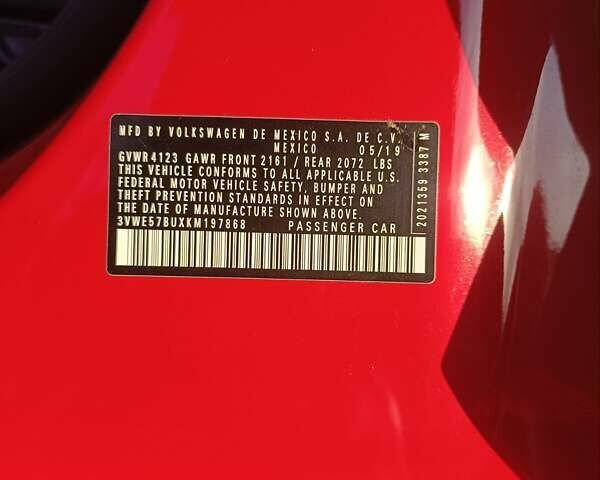 MFD BY VOLKSWAGEN DE MEXICO S.A. DE C.V.
MEXICO 05/19
GVWR 4123 GAWR FRONT 2161 / REAR 2072 LBS
THIS VEHICLE CONFORMS TO ALL APPLICABLE U.S.
FEDERAL MOTOR VEHICLE SAFETY, BUMPER AND
THEFT PREVENTION STANDARDS IN EFFECT ON
THE DATE OF MANUFACTURE SHOWN ABOVE.
3VWE57BUXKM197868 PASSENGER CAR
2021359 3387 M